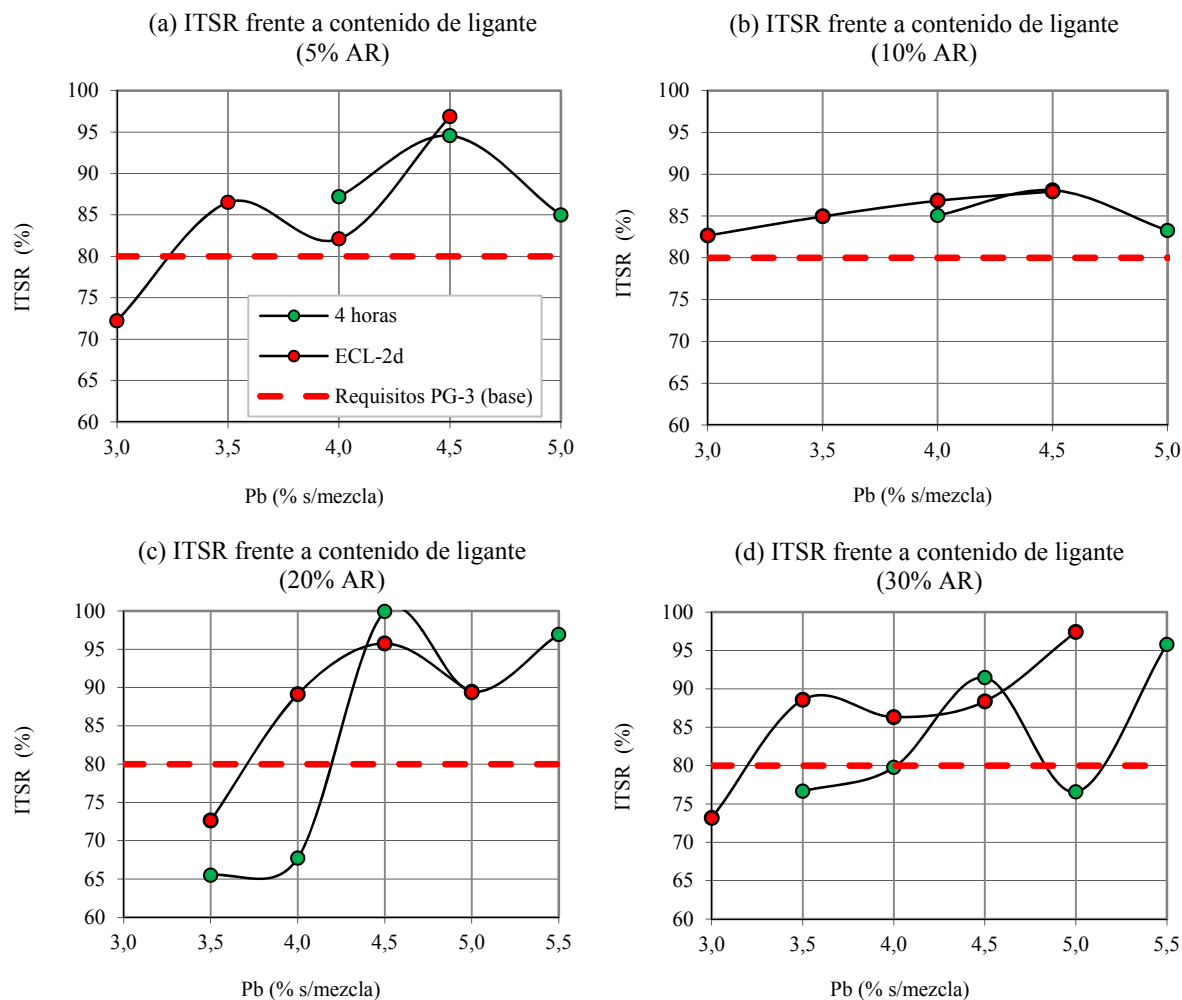 (a) ITSR frente a contenido de ligante
(5% AR)
100
95
90
85
80
75
70
65
60
ITSR (%)
4 horas
ECL-2d
Requisitos PG-3 (base)
3,0 3,5 4,0 4,5 5,0
Pb (% s/mezcla)
(b) ITSR frente a contenido de ligante
(10% AR)
100
95
90
85
80
75
70
65
60
ITSR (%)
3,0 3,5 4,0 4,5 5,0
Pb (% s/mezcla)
(c) ITSR frente a contenido de ligante
(20% AR)
100
95
90
85
80
75
70
65
60
ITSR (%)
3,0 3,5 4,0 4,5 5,0 5,5
Pb (% s/mezcla)
(d) ITSR frente a contenido de ligante
(30% AR)
100
95
90
85
80
75
70
65
60
ITSR (%)
3,0 3,5 4,0 4,5 5,0 5,5
Pb (% s/mezcla)